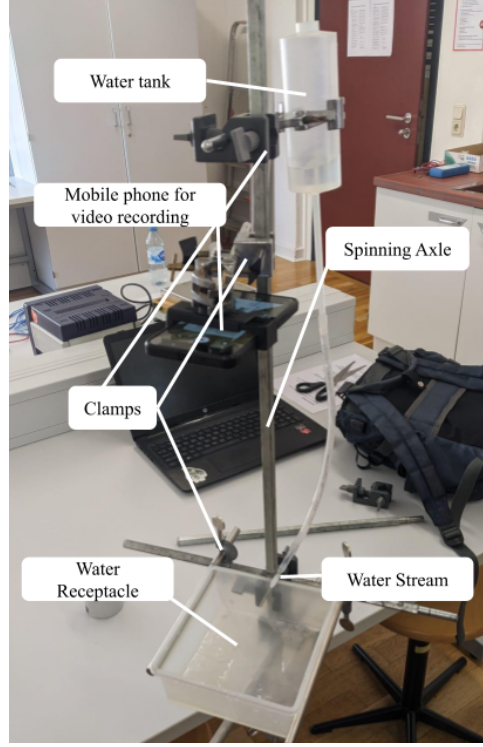 Water tank
Mobile phone for
video recording
Spinning Axle
Clamps
Water
Receptacle
Water Stream